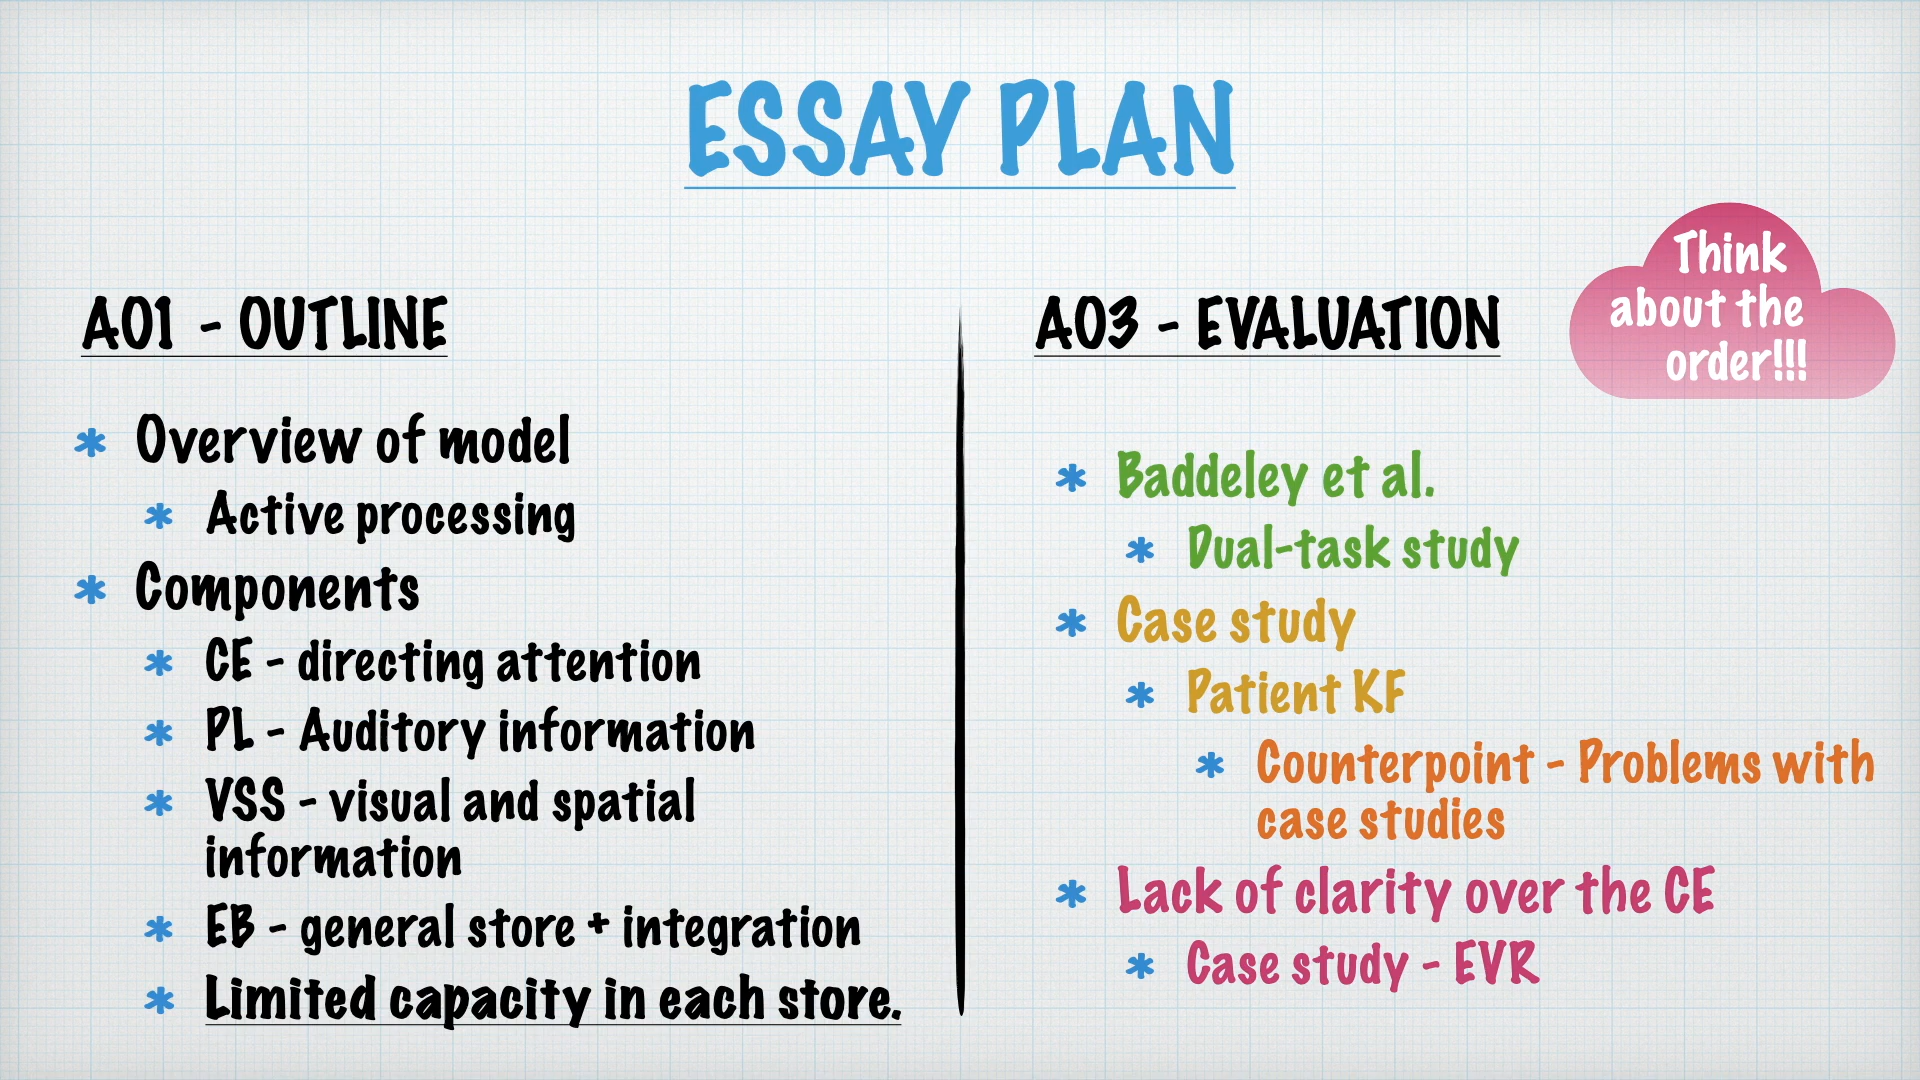 ESSAY PLAN
AO1 - OUTLINE
* Overview of model
* Active processing
* Components
* CE - directing attention
* PL - Auditory information
* VSS - visual and spatial
information
* EB - general store + integration
* Limited capacity in each store.
AO3 - EVALUATION
Think
about the
order!!!
* Baddeley et al.
* Dual-task study
* Case study
* Patient KF
* Counterpoint - Problems with
case studies
* Lack of clarity over the CE
* Case study - EVR